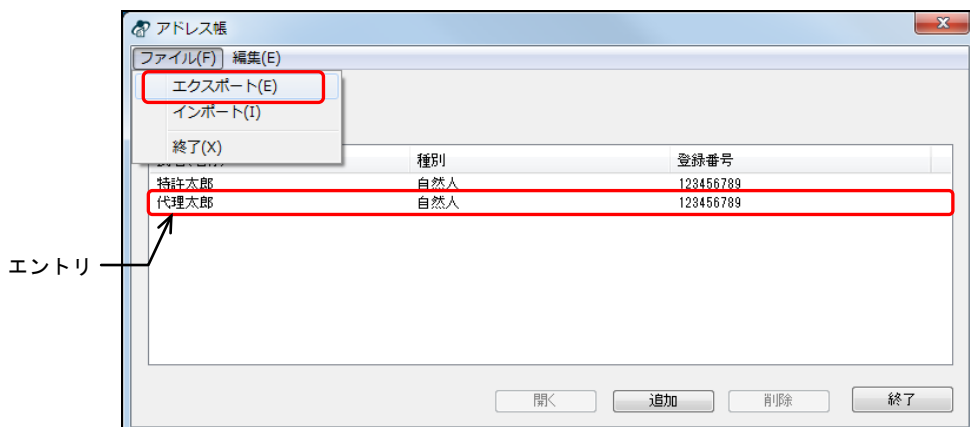 アドレス帳
ファイル(F) 編集(E)
エクスポート(E)
インポート(I)
終了(X)
種別 登録番号
特許太郎 自然人 123456789
代理太郎 自然人 123456789
エントリ
開く 追加 削除 終了